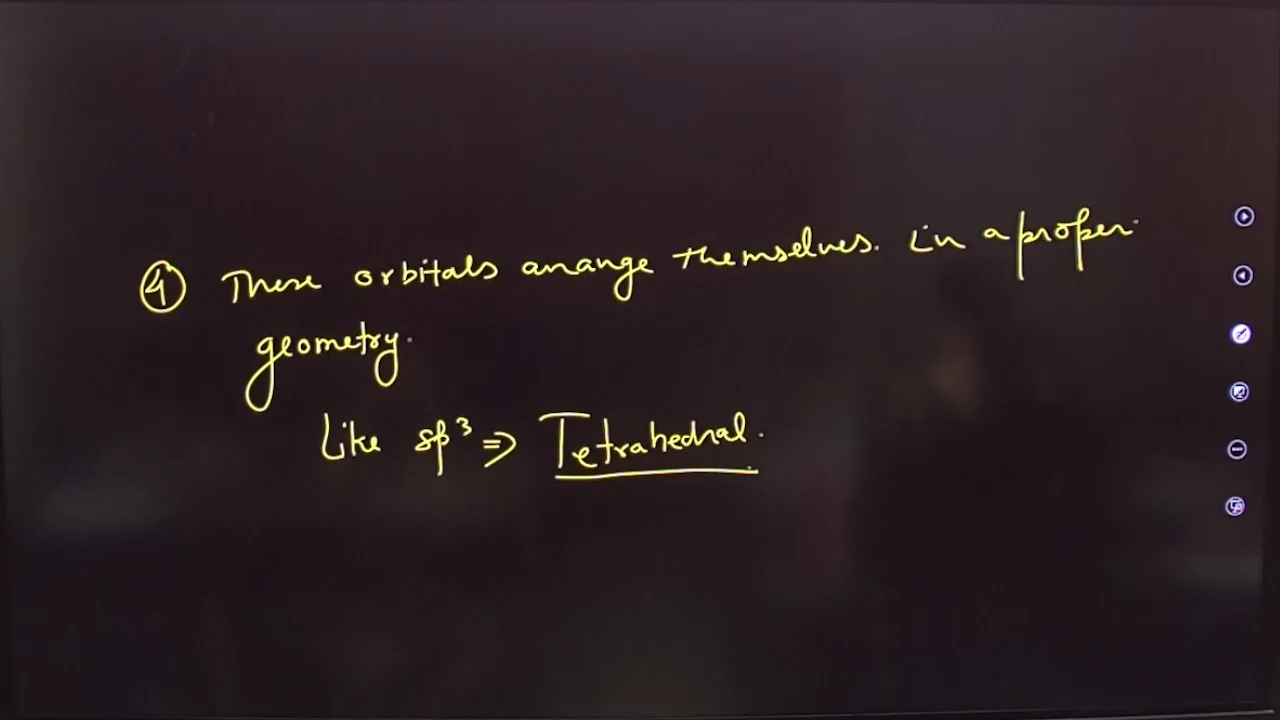 ④ These orbitals arrange themselves. in a proper.
geometry.
Like sp³ ⇒ Tetrahedral.